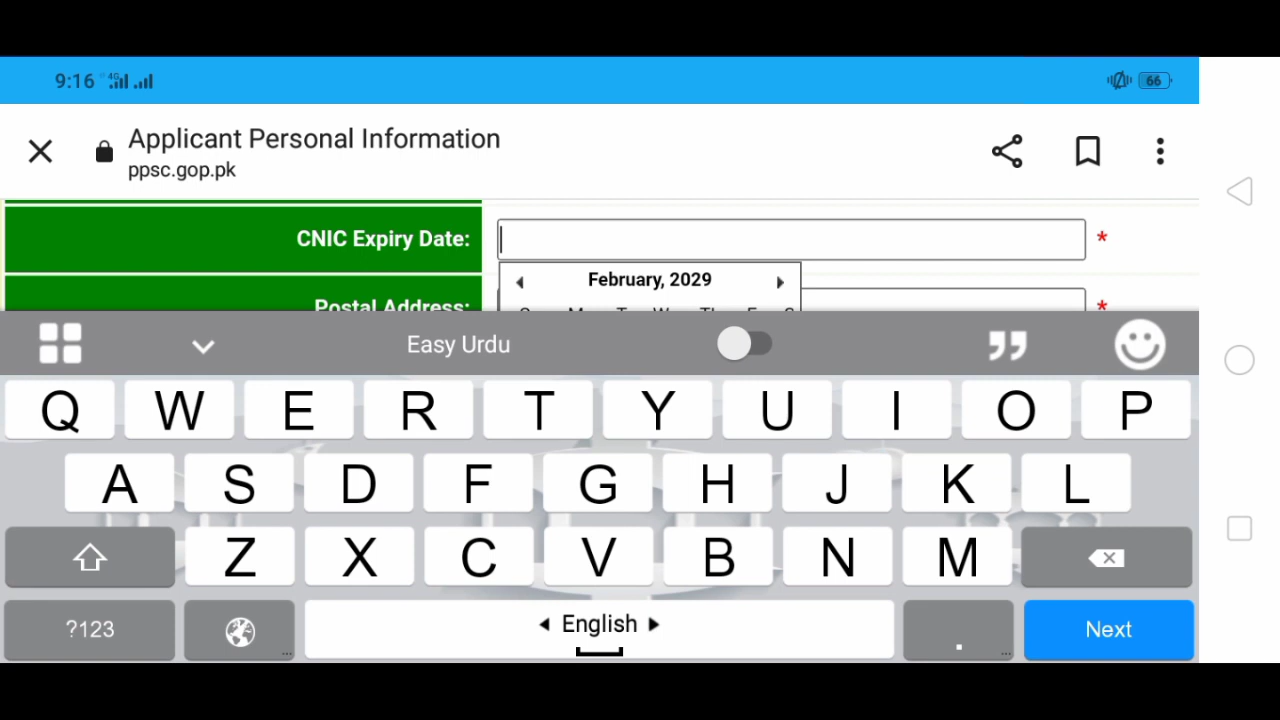 9:16 4G 66
Applicant Personal Information
ppsc.gop.pk
CNIC Expiry Date: *
February, 2029
Postal Address: *
Easy Urdu
Q W E R T Y U I O P
A S D F G H J K L
Z X C V B N M
?123 English . Next